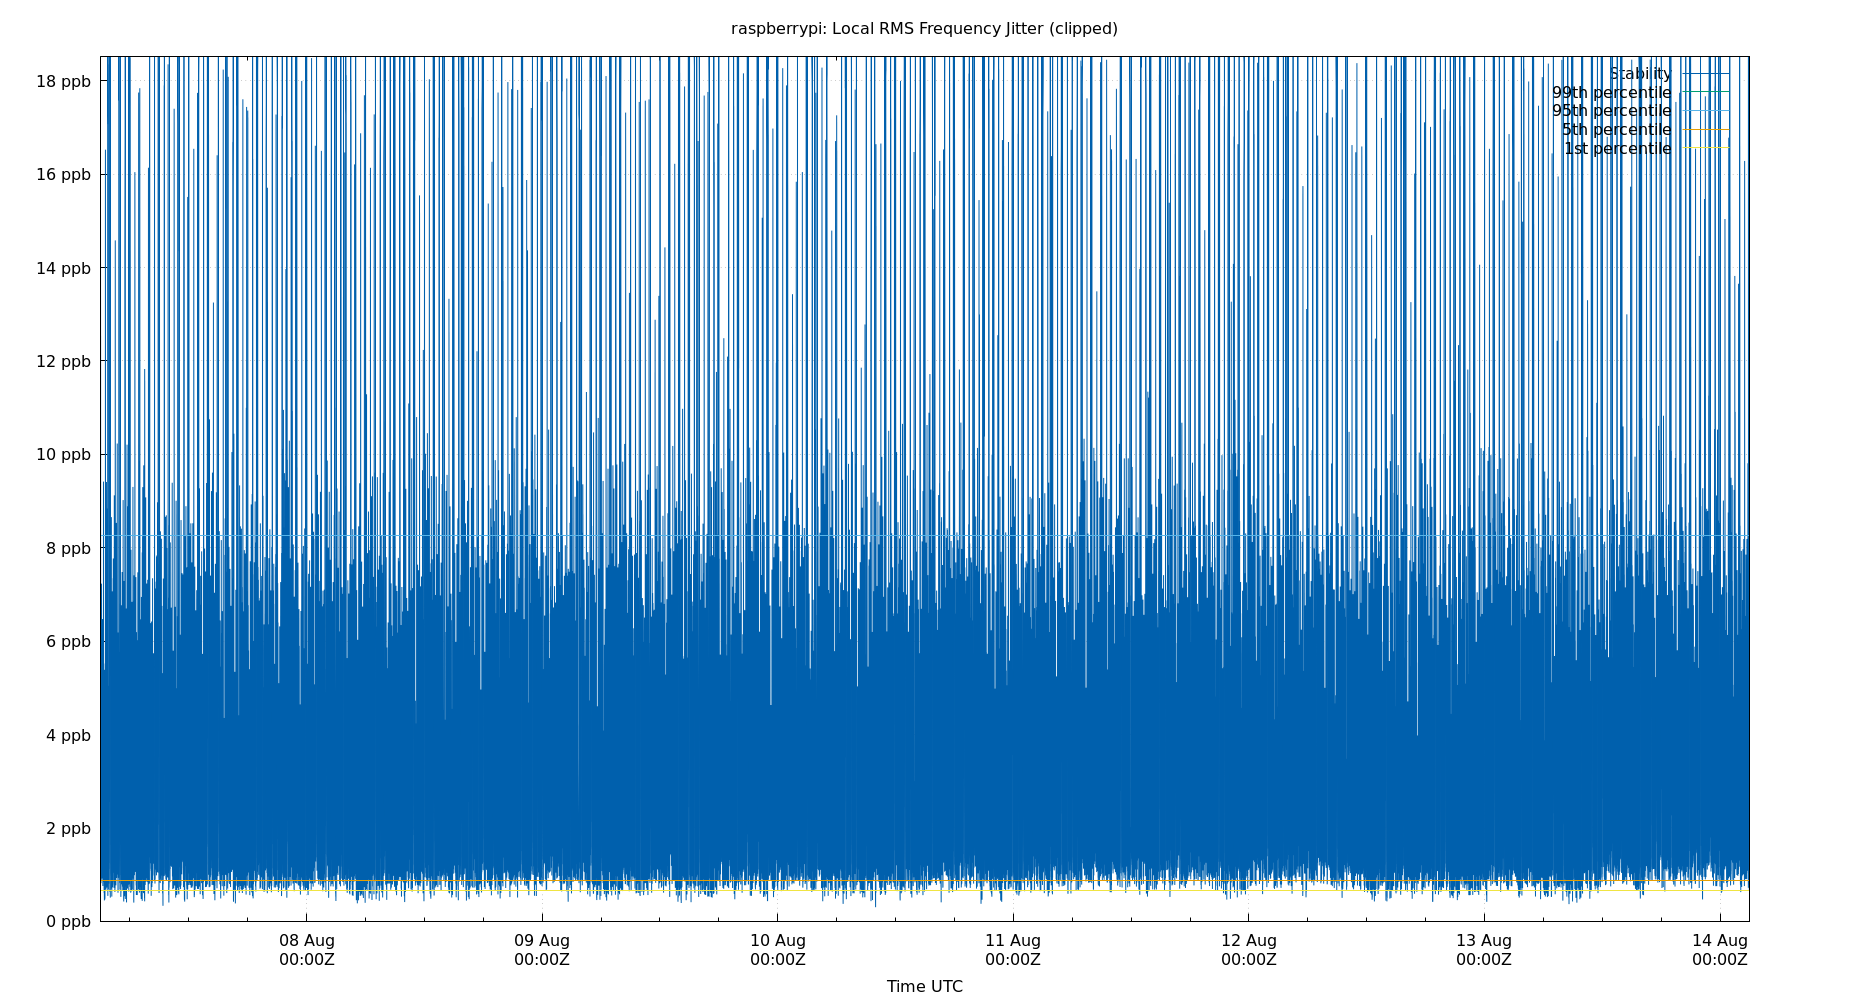 raspberrypi: Local RMS Frequency Jitter (clipped)
18 ppb
16 ppb
14 ppb
12 ppb
10 ppb
8 ppb
6 ppb
4 ppb
2 ppb
0 ppb
Stability
99th percentile
95th percentile
5th percentile
1st percentile
08 Aug
00:00Z
09 Aug
00:00Z
10 Aug
00:00Z
11 Aug
00:00Z
12 Aug
00:00Z
13 Aug
00:00Z
14 Aug
00:00Z
Time UTC